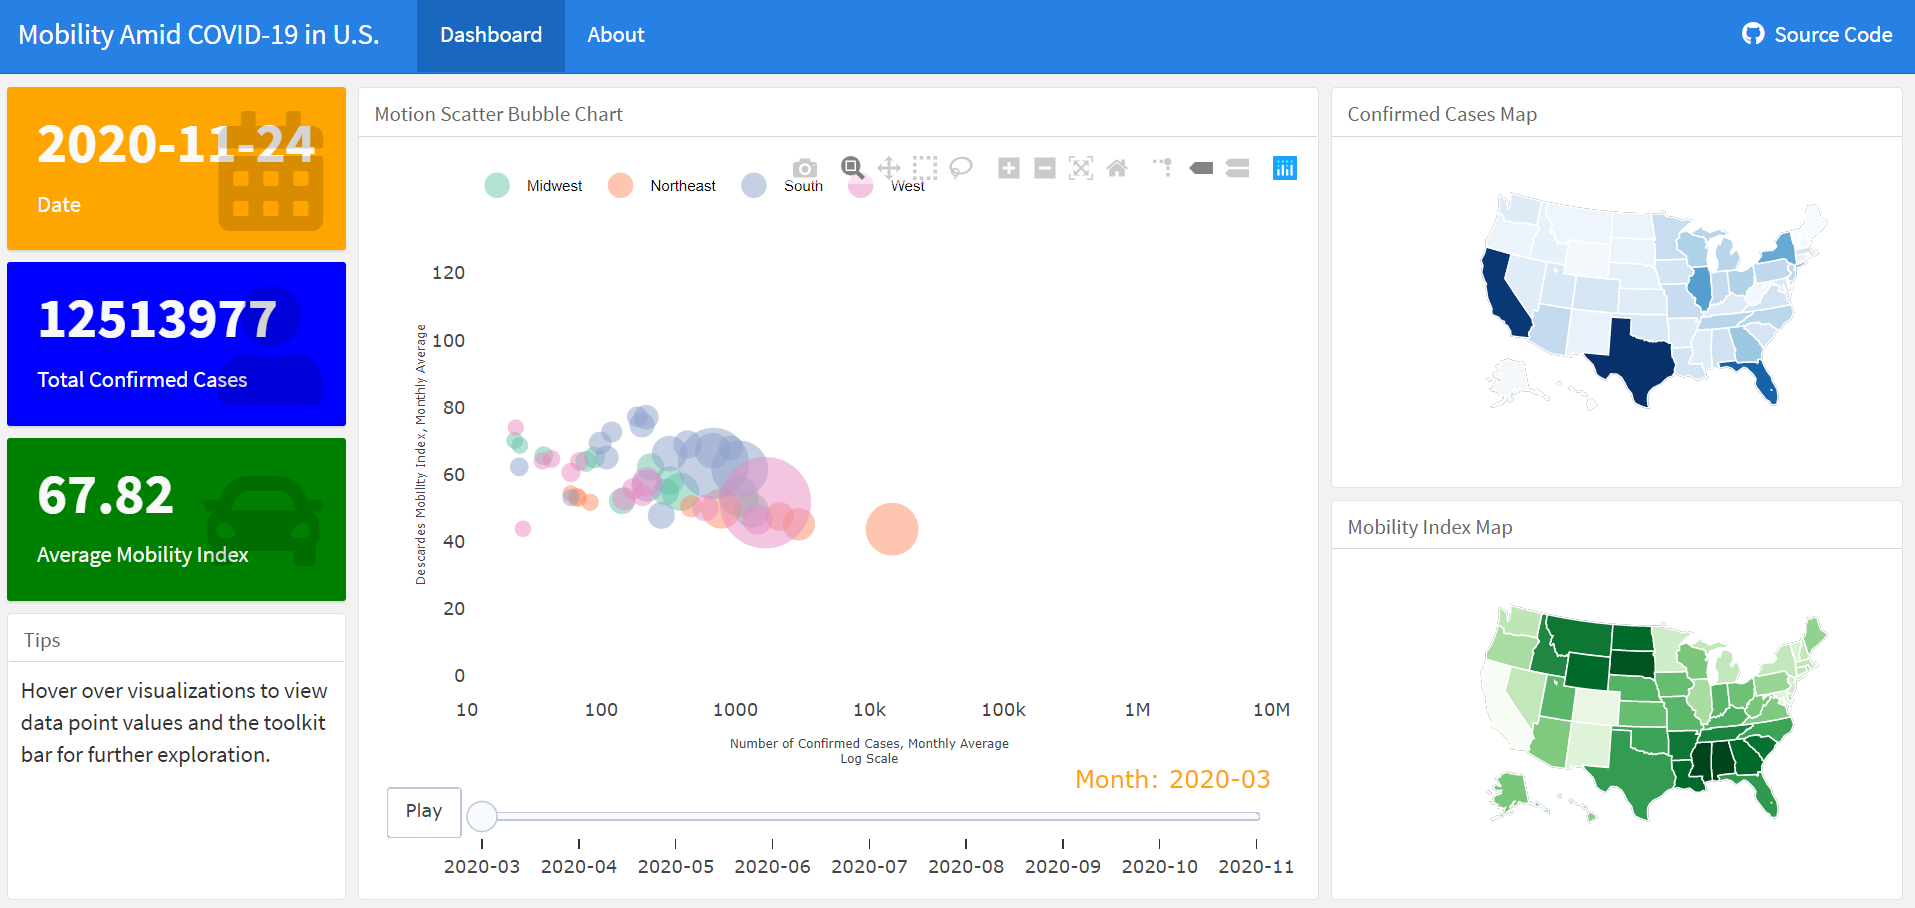 Mobility Amid COVID-19 in U.S.
Dashboard
About
Source Code
2020-11-24
Date
12513977
Total Confirmed Cases
67.82
Average Mobility Index
Tips
Hover over visualizations to view
data point values and the toolkit
bar for further exploration.
Motion Scatter Bubble Chart
Midwest
Northeast
South
West
120
100
80
60
40
20
0
Descardes Mobility Index, Monthly Average
10
100
1000
10k
100k
1M
10M
Number of Confirmed Cases, Monthly Average
Log Scale
Month: 2020-03
Play
2020-03
2020-04
2020-05
2020-06
2020-07
2020-08
2020-09
2020-10
2020-11
Confirmed Cases Map
Mobility Index Map